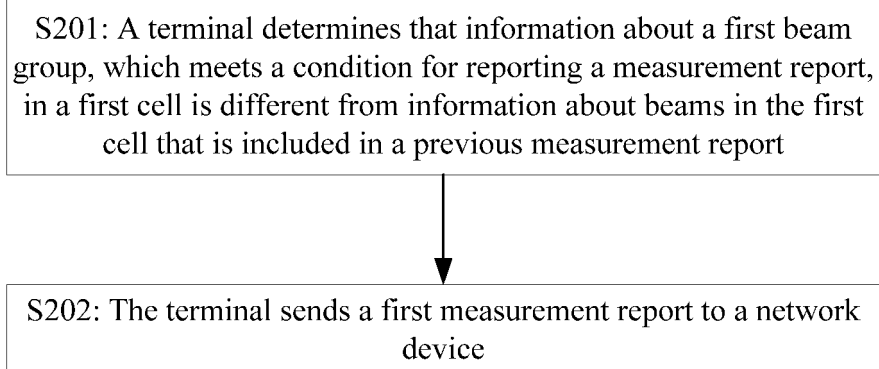 S201: A terminal determines that information about a first beam
group, which meets a condition for reporting a measurement report,
in a first cell is different from information about beams in the first
cell that is included in a previous measurement report
S202: The terminal sends a first measurement report to a network
device